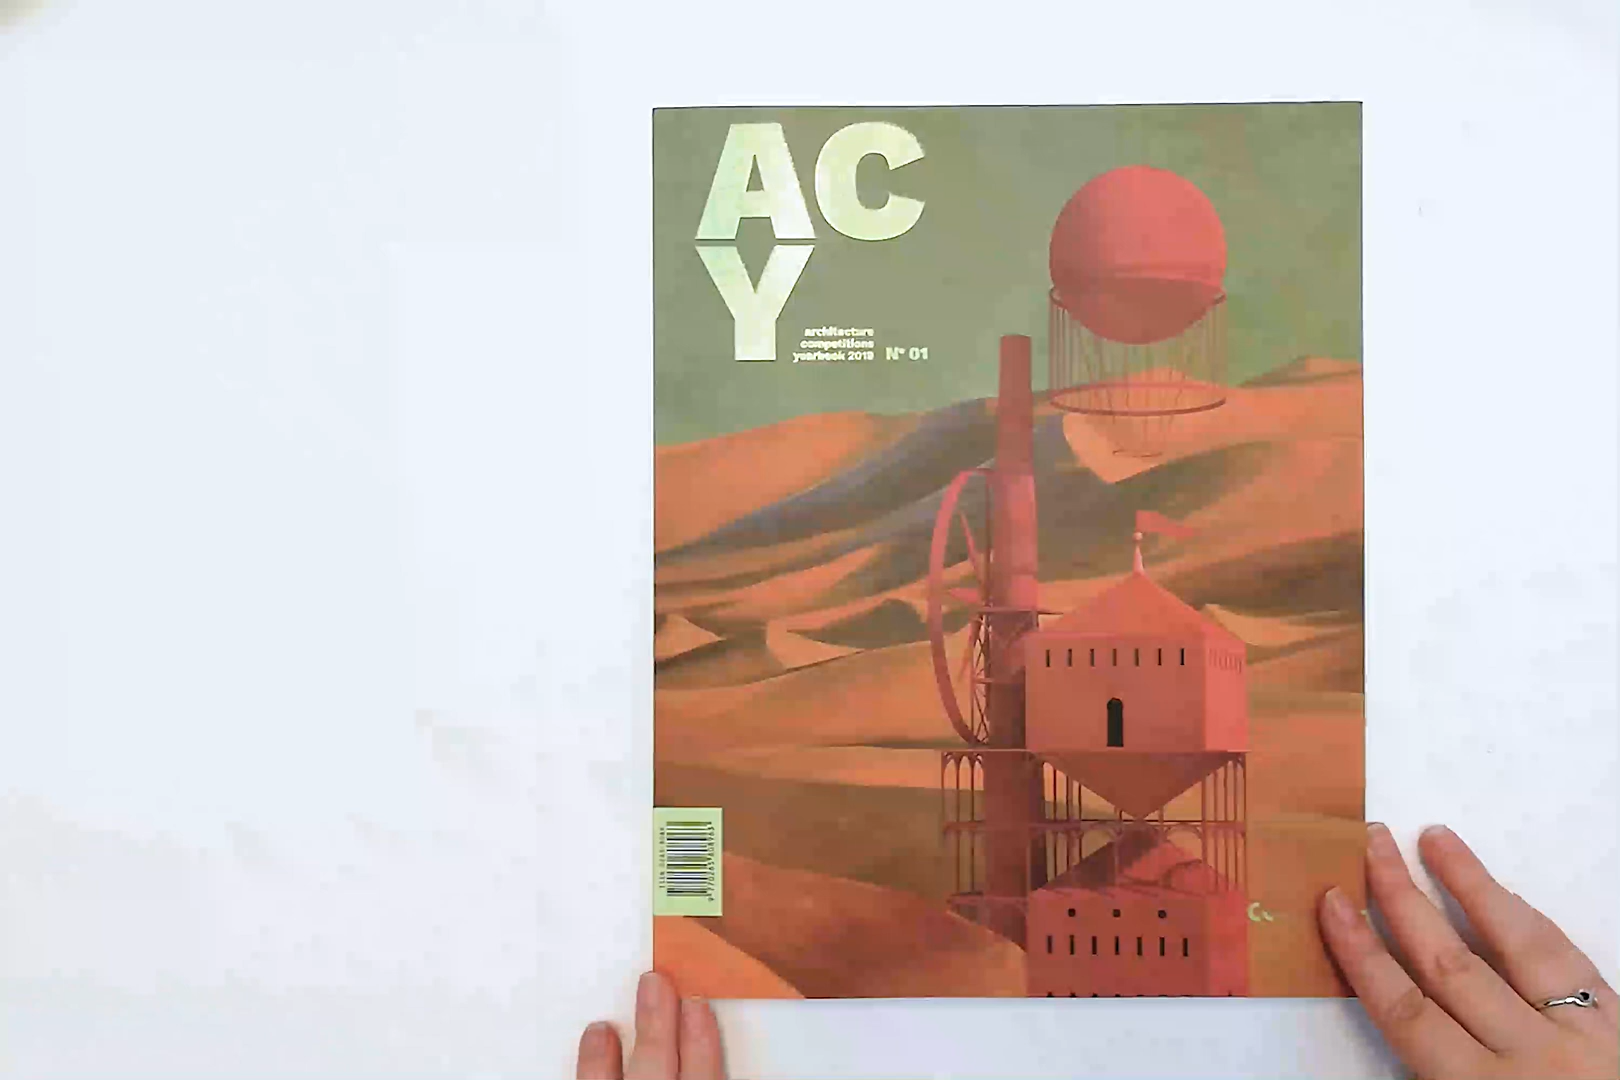 AC
Y
architecture
competitions
yearbook 2019 N° 01